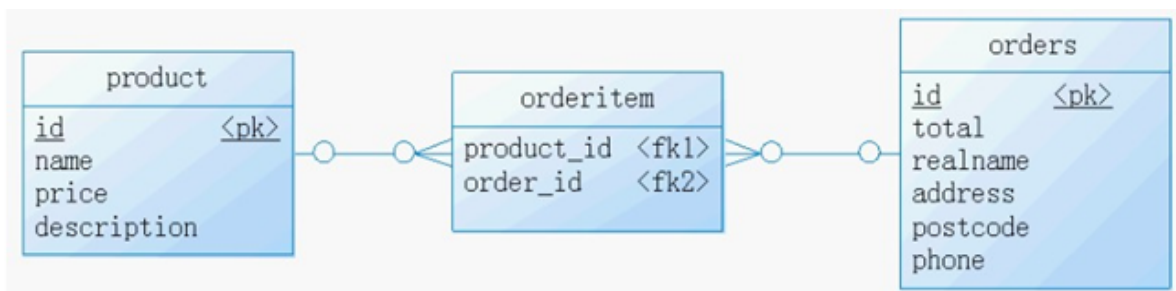 product
id <pk>
name
price
description
orderitem
product_id <fk1>
order_id <fk2>
orders
id <pk>
total
realname
address
postcode
phone